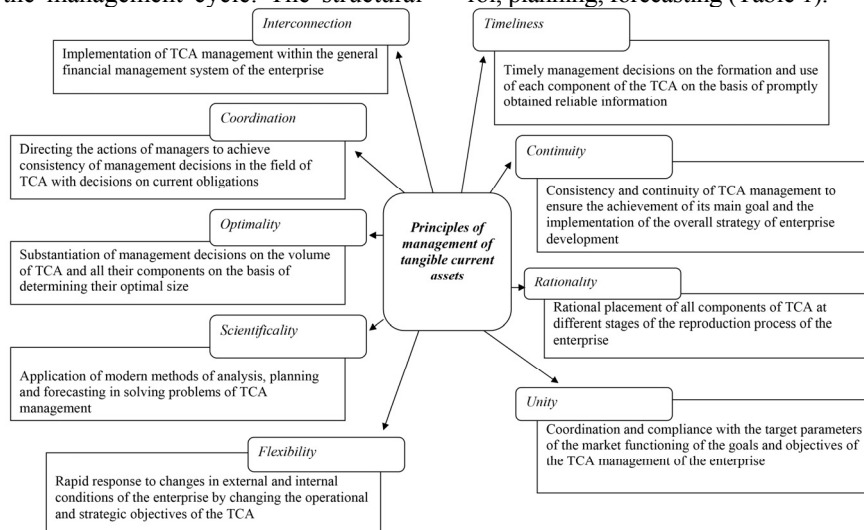 the management cycle. The structural
rol, planning, forecasting (Table 1).
Interconnection
Implementation of TCA management within the general
financial management system of the enterprise
Coordination
Directing the actions of managers to achieve
consistency of management decisions in the field of
TCA with decisions on current obligations
Optimality
Substantiation of management decisions on the volume
of TCA and all their components on the basis of
determining their optimal size
Scientificality
Application of modern methods of analysis, planning
and forecasting in solving problems of TCA
management
Flexibility
Rapid response to changes in external and internal
conditions of the enterprise by changing the operational
and strategic objectives of the TCA
Principles of
management of
tangible current
assets
Timeliness
Timely management decisions on the formation and use
of each component of the TCA on the basis of promptly
obtained reliable information
Continuity
Consistency and continuity of TCA management to
ensure the achievement of its main goal and the
implementation of the overall strategy of enterprise
development
Rationality
Rational placement of all components of TCA at
different stages of the reproduction process of the
enterprise
Unity
Coordination and compliance with the target parameters
of the market functioning of the goals and objectives of
the TCA management of the enterprise